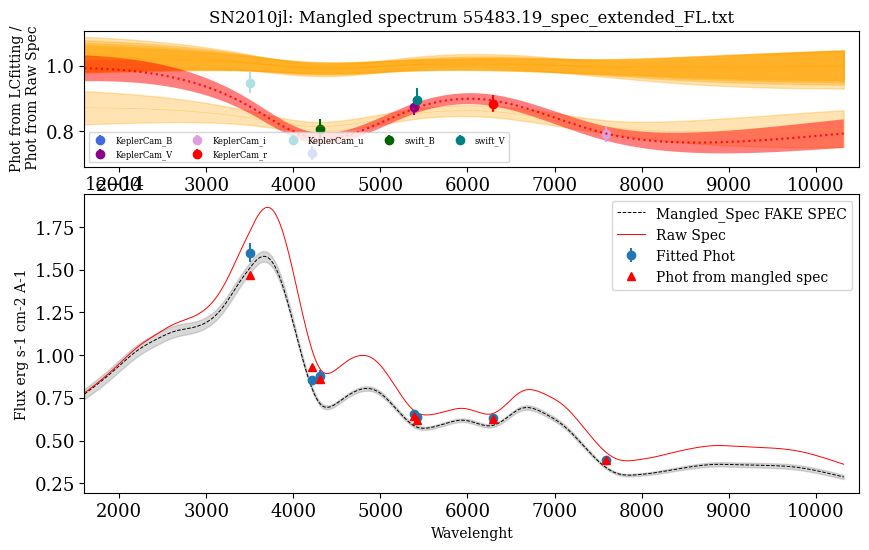 SN2010jl: Mangled spectrum 55483.19_spec_extended_FL.txt
Phot from LCfitting /
Phot from Raw Spec
1.0
0.8
KeplerCam_B KeplerCam_i KeplerCam_u swift_B swift_V
KeplerCam_V KeplerCam_r
2000 3000 4000 5000 6000 7000 8000 9000 10000
1e−14
Flux erg s-1 cm-2 A-1
1.75
1.50
1.25
1.00
0.75
0.50
0.25
Mangled_Spec FAKE SPEC
Raw Spec
Fitted Phot
Phot from mangled spec
2000 3000 4000 5000 6000 7000 8000 9000 10000
Wavelenght